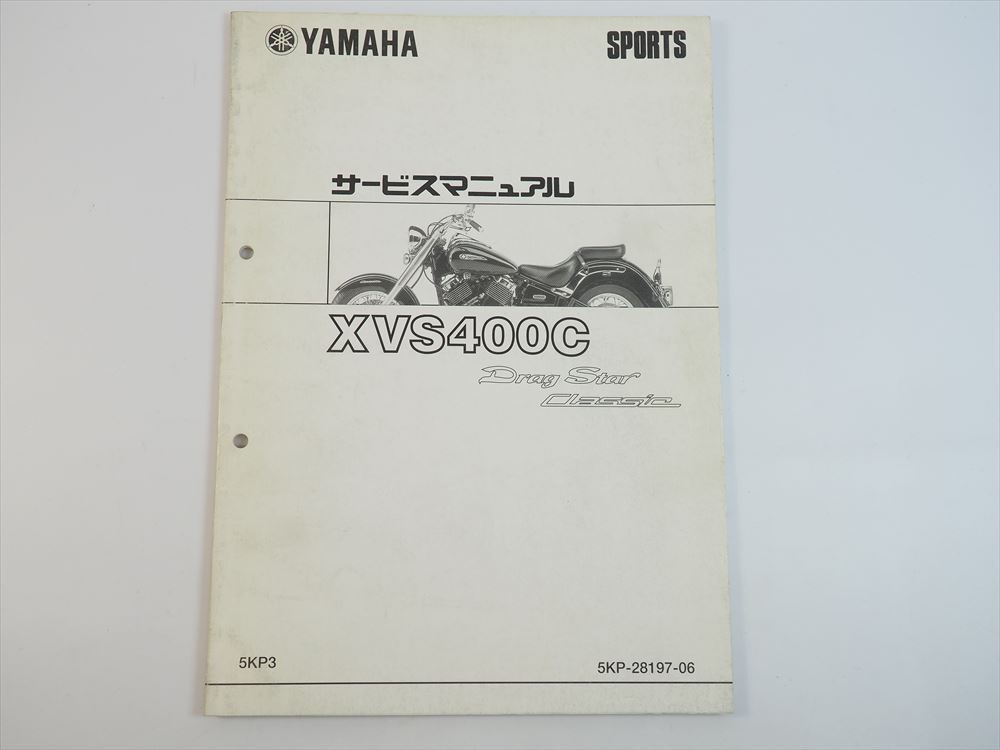 YAMAHA SPORTS
サービスマニュアル
XVS400C
Drag Star
Classic
5KP3 5KP-28197-06